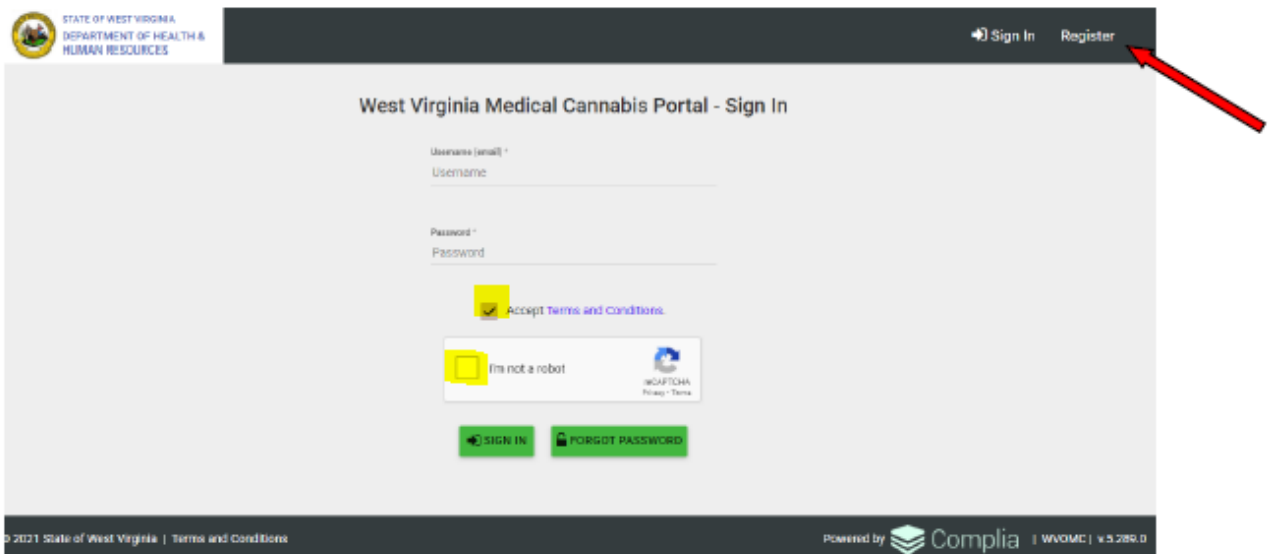 STATE OF WEST VIRGINIA
DEPARTMENT OF HEALTH &
HUMAN RESOURCES
Sign In Register
West Virginia Medical Cannabis Portal - Sign In
Username (email) *
Username
Password *
Password
Accept Terms and Conditions.
I'm not a robot
reCAPTCHA
Privacy - Terms
SIGN IN FORGOT PASSWORD
© 2021 State of West Virginia | Terms and Conditions
Powered by Complia | WVOMC | v.5.289.0